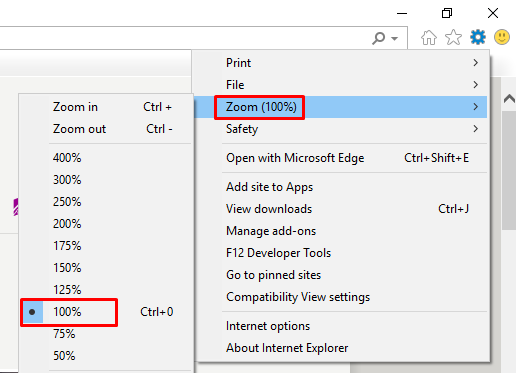 Print
File
Zoom (100%)
Safety
Open with Microsoft Edge Ctrl+Shift+E
Add site to Apps
View downloads Ctrl+J
Manage add-ons
F12 Developer Tools
Go to pinned sites
Compatibility View settings
Internet options
About Internet Explorer
Zoom in Ctrl +
Zoom out Ctrl -
400%
300%
250%
200%
175%
150%
125%
100% Ctrl+0
75%
50%